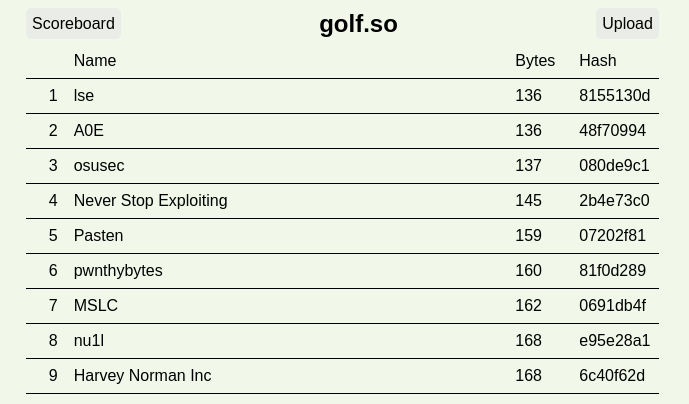 Scoreboard golf.so Upload
Name Bytes Hash
1 lse 136 8155130d
2 A0E 136 48f70994
3 osusec 137 080de9c1
4 Never Stop Exploiting 145 2b4e73c0
5 Pasten 159 07202f81
6 pwnthybytes 160 81f0d289
7 MSLC 162 0691db4f
8 nu1l 168 e95e28a1
9 Harvey Norman Inc 168 6c40f62d